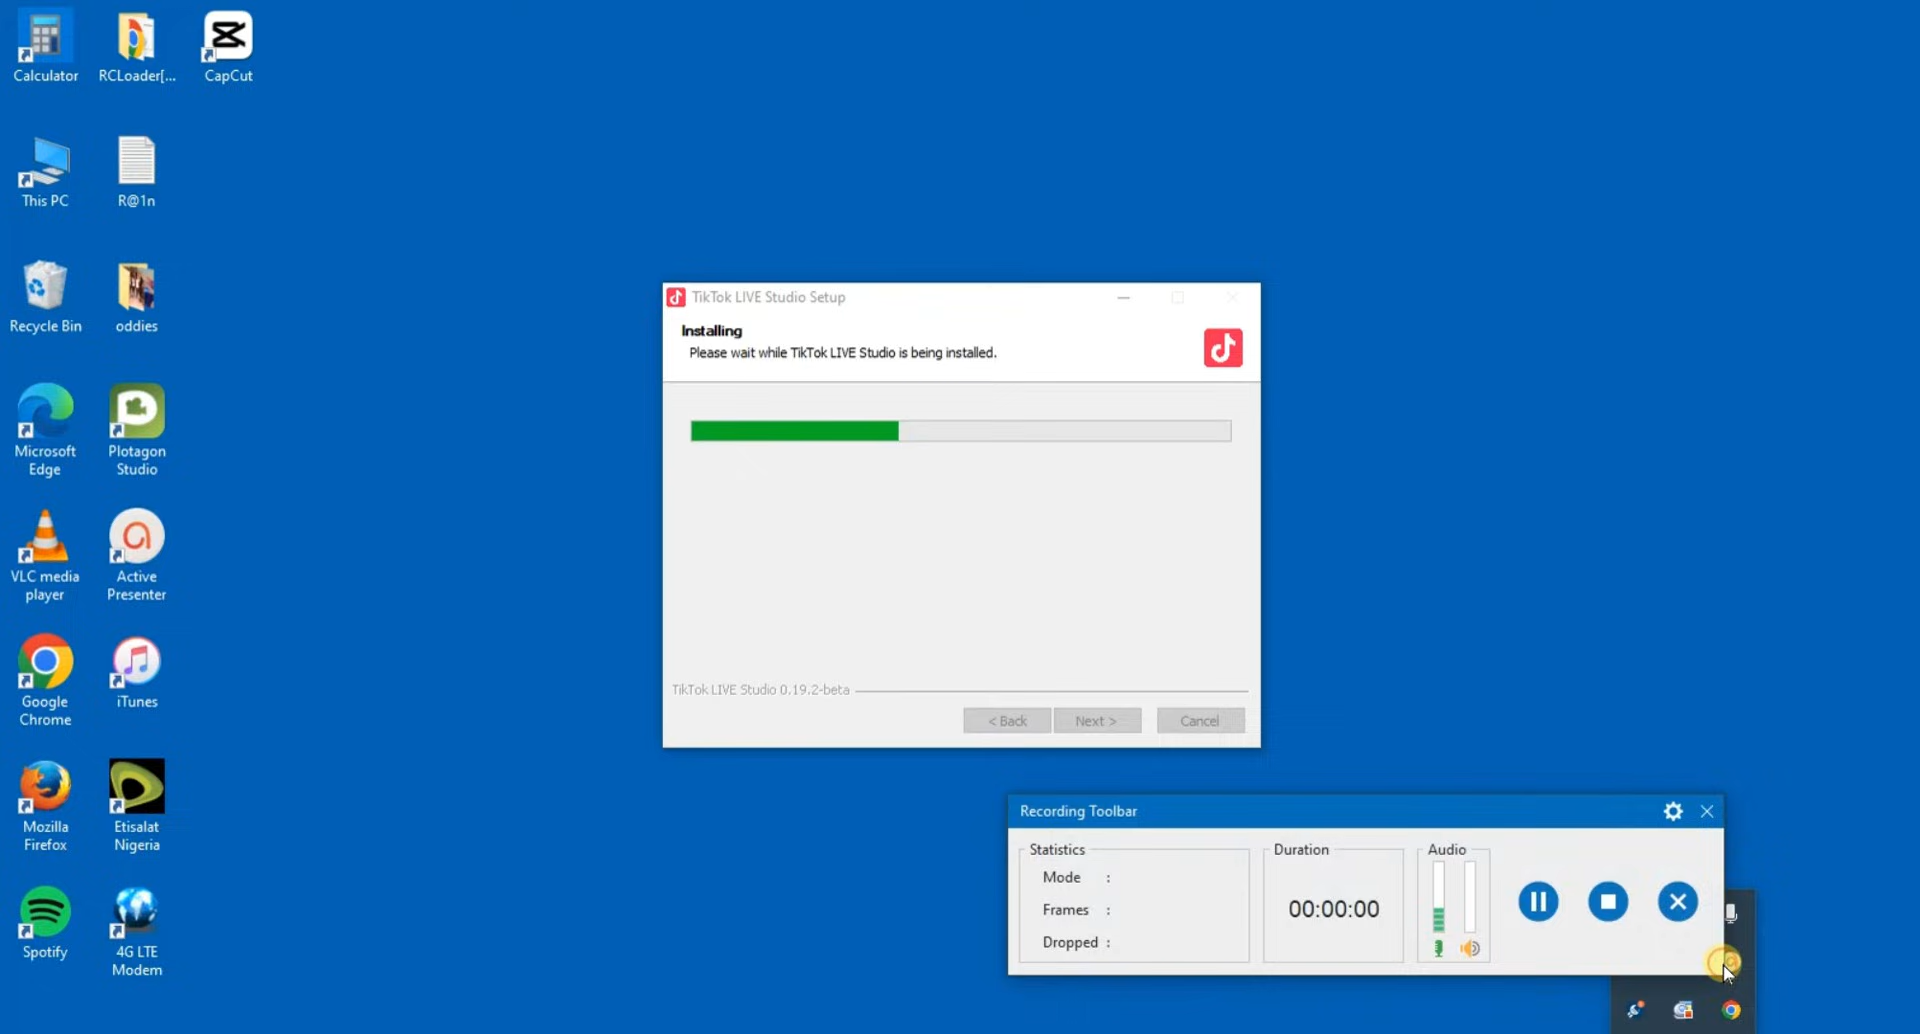 Calculator
RCLoader[...
CapCut
This PC
R@1n
Recycle Bin
oddies
Microsoft
Edge
Plotagon
Studio
VLC media
player
Active
Presenter
Google
Chrome
iTunes
Mozilla
Firefox
Etisalat
Nigeria
Spotify
4G LTE
Modem
TikTok LIVE Studio Setup
Installing
Please wait while TikTok LIVE Studio is being installed.
TikTok LIVE Studio 0.19.2-beta
< Back
Next >
Cancel
Recording Toolbar
Statistics
Mode :
Frames :
Dropped :
Duration
00:00:00
Audio